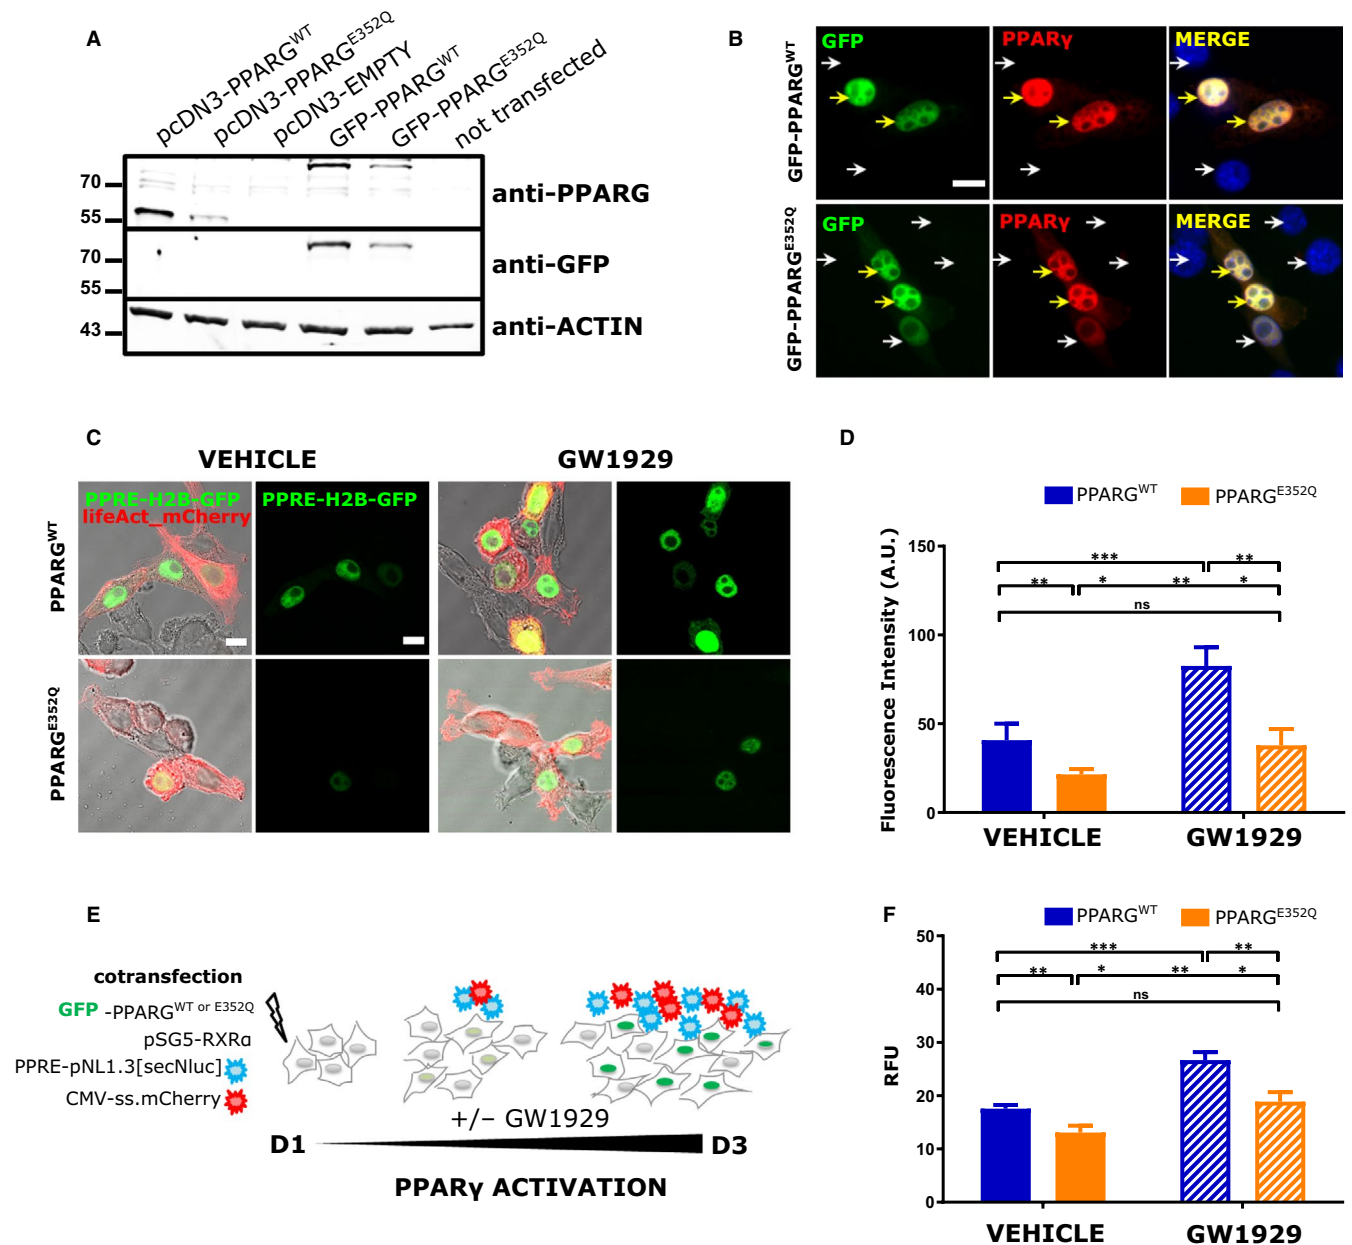 A
pcDN3-PPARG^WT
pcDN3-PPARG^E352Q
pcDN3-EMPTY
GFP-PPARG^WT
GFP-PPARG^E352Q
not transfected
70
55
anti-PPARG
70
55
anti-GFP
43
anti-ACTIN
B
GFP-PPARG^WT
GFP
PPARγ
MERGE
GFP-PPARG^E352Q
GFP
PPARγ
MERGE
C
VEHICLE
GW1929
PPARG^WT
PPRE-H2B-GFP
lifeAct_mCherry
PPRE-H2B-GFP
PPARG^E352Q
D
PPARG^WT
PPARG^E352Q
Fluorescence Intensity (A.U.)
150
100
50
0
***
**
**
*
**
*
ns
VEHICLE
GW1929
E
cotransfection
GFP -PPARG^WT or E352Q
pSG5-RXRα
PPRE-pNL1.3[secNluc]
CMV-ss.mCherry
+/− GW1929
D1
D3
PPARγ ACTIVATION
F
PPARG^WT
PPARG^E352Q
RFU
50
40
30
20
10
0
***
**
**
*
**
*
ns
VEHICLE
GW1929